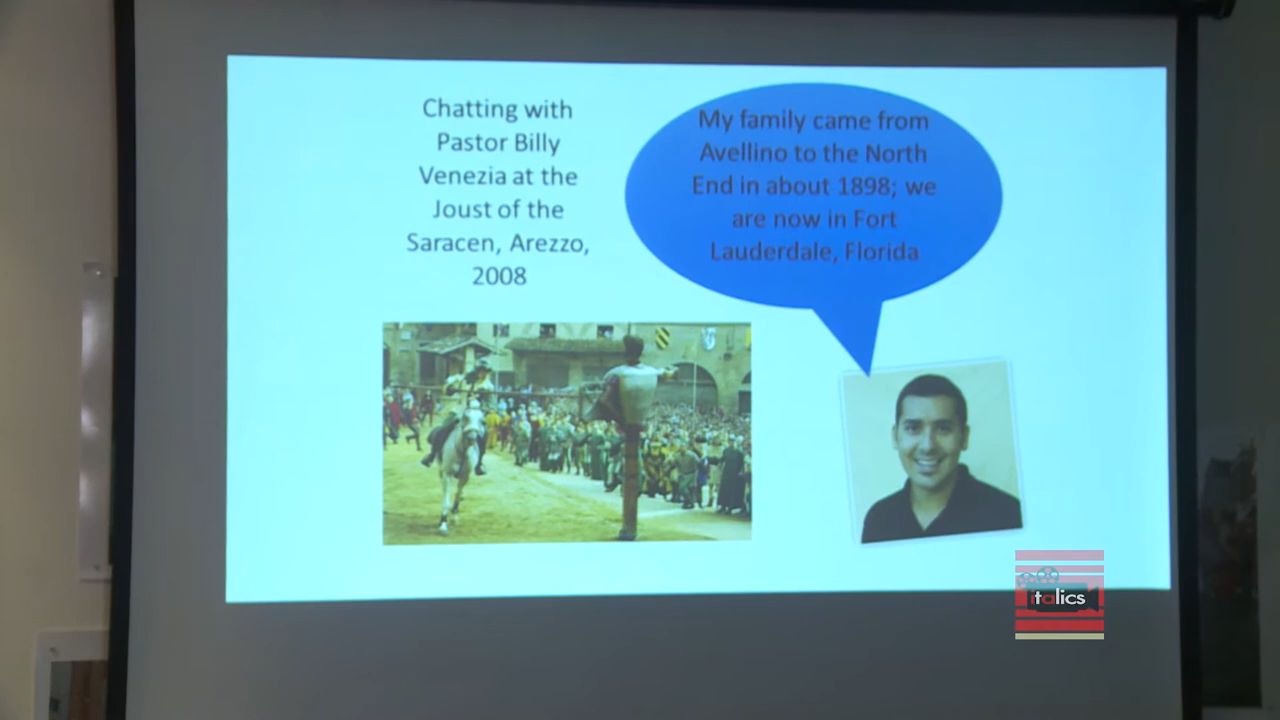 Chatting with
Pastor Billy
Venezia at the
Joust of the
Saracen, Arezzo,
2008
My family came from
Avellino to the North
End in about 1898; we
are now in Fort
Lauderdale, Florida
italics